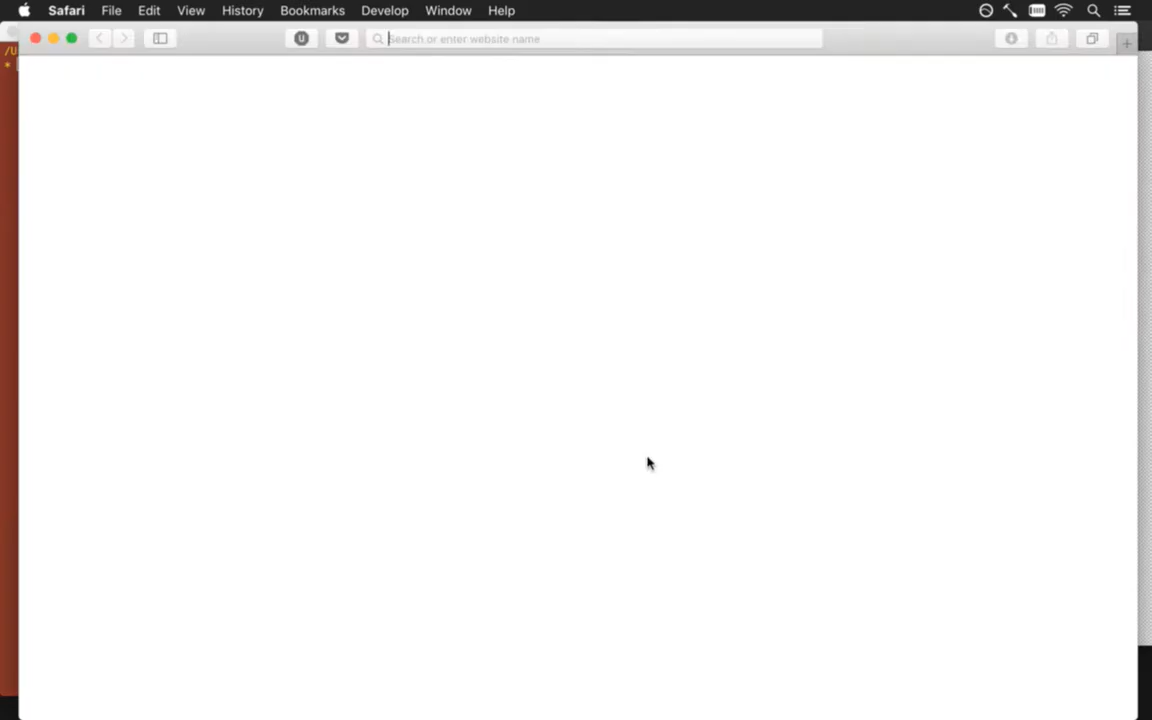 Safari File Edit View History Bookmarks Develop Window Help
U
Search or enter website name
/U
*